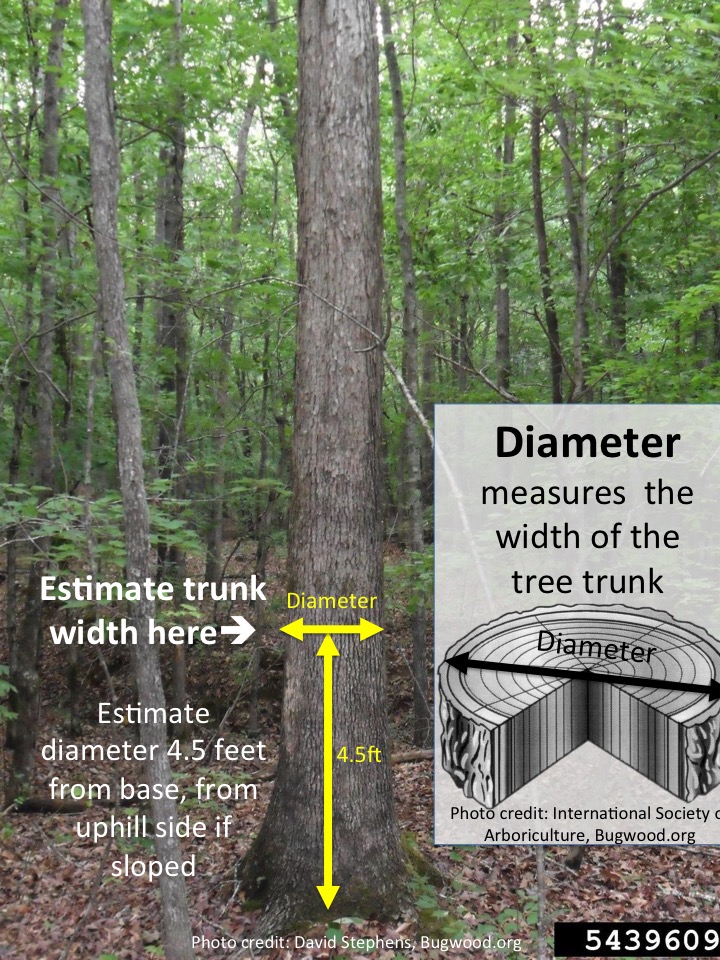 Estimate trunk
width here→
Diameter
Estimate
diameter 4.5 feet
from base, from
uphill side if
sloped
4.5ft
Diameter
measures  the
width of the
tree trunk
Diameter
Photo credit: International Society o
Arboriculture, Bugwood.org
Photo credit: David Stephens, Bugwood.org
5439609